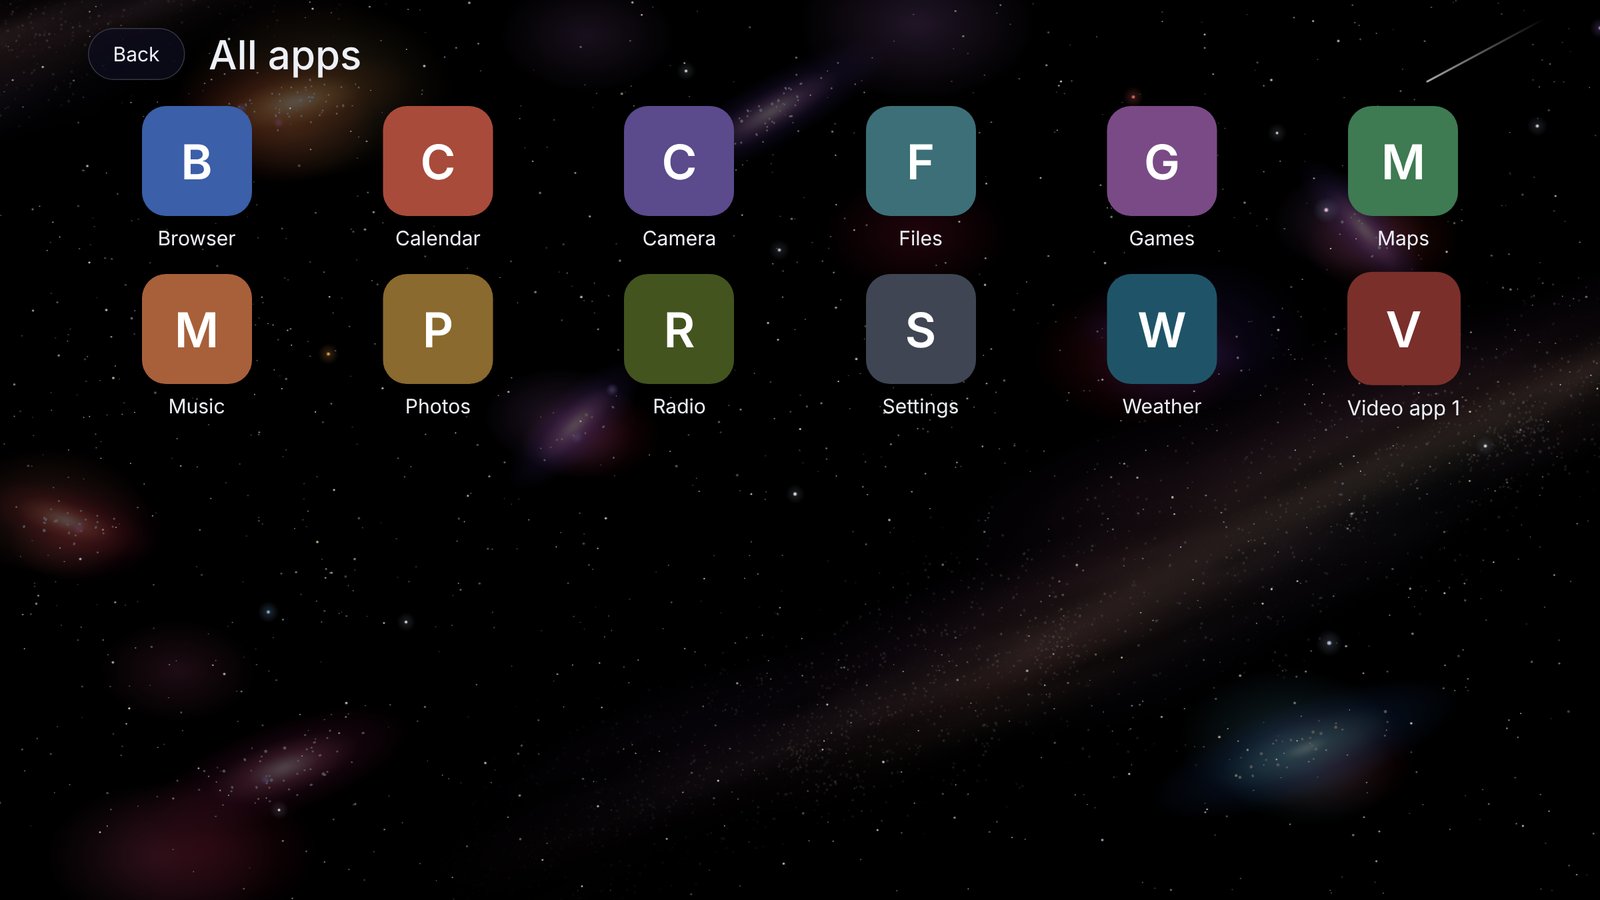 Back
All apps
B
C
C
F
G
M
Browser
Calendar
Camera
Files
Games
Maps
M
P
R
S
W
V
Music
Photos
Radio
Settings
Weather
Video app 1